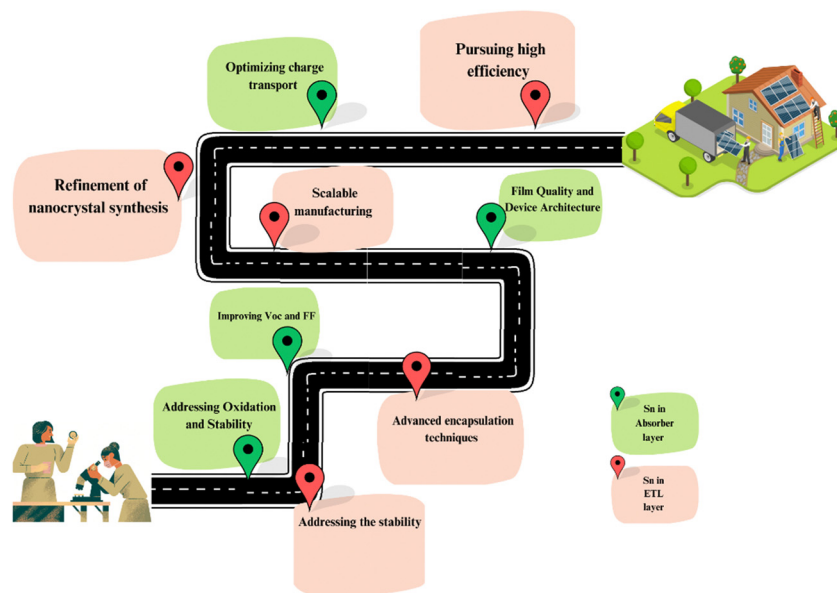 Optimizing charge
transport
Pursuing high
efficiency
Refinement of
nanocrystal synthesis
Scalable
manufacturing
Film Quality and
Device Architecture
Improving Voc and FF
Addressing Oxidation
and Stability
Advanced encapsulation
techniques
Addressing the stability
Sn in
Absorber
layer
Sn in
ETL
layer